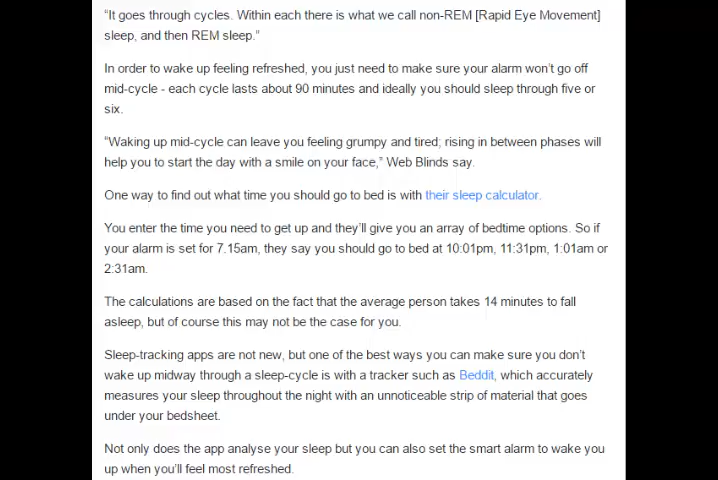 “It goes through cycles. Within each there is what we call non-REM [Rapid Eye Movement]
sleep, and then REM sleep.”
In order to wake up feeling refreshed, you just need to make sure your alarm won’t go off
mid-cycle - each cycle lasts about 90 minutes and ideally you should sleep through five or
six.
“Waking up mid-cycle can leave you feeling grumpy and tired; rising in between phases will
help you to start the day with a smile on your face,” Web Blinds say.
One way to find out what time you should go to bed is with their sleep calculator.
You enter the time you need to get up and they’ll give you an array of bedtime options. So if
your alarm is set for 7.15am, they say you should go to bed at 10:01pm, 11:31pm, 1:01am or
2:31am.
The calculations are based on the fact that the average person takes 14 minutes to fall
asleep, but of course this may not be the case for you.
Sleep-tracking apps are not new, but one of the best ways you can make sure you don’t
wake up midway through a sleep-cycle is with a tracker such as Beddit, which accurately
measures your sleep throughout the night with an unnoticeable strip of material that goes
under your bedsheet.
Not only does the app analyse your sleep but you can also set the smart alarm to wake you
up when you’ll feel most refreshed.